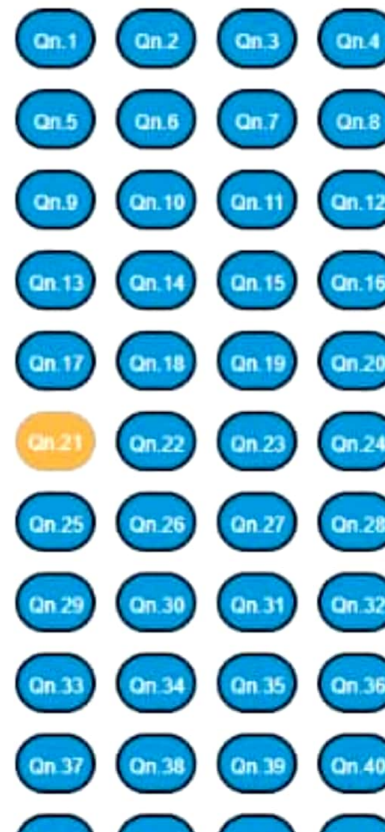 Qn.1 Qn.2 Qn.3 Qn.4
Qn.5 Qn.6 Qn.7 Qn.8
Qn.9 Qn.10 Qn.11 Qn.12
Qn.13 Qn.14 Qn.15 Qn.16
Qn.17 Qn.18 Qn.19 Qn.20
Qn.21 Qn.22 Qn.23 Qn.24
Qn.25 Qn.26 Qn.27 Qn.28
Qn.29 Qn.30 Qn.31 Qn.32
Qn.33 Qn.34 Qn.35 Qn.36
Qn.37 Qn.38 Qn.39 Qn.40